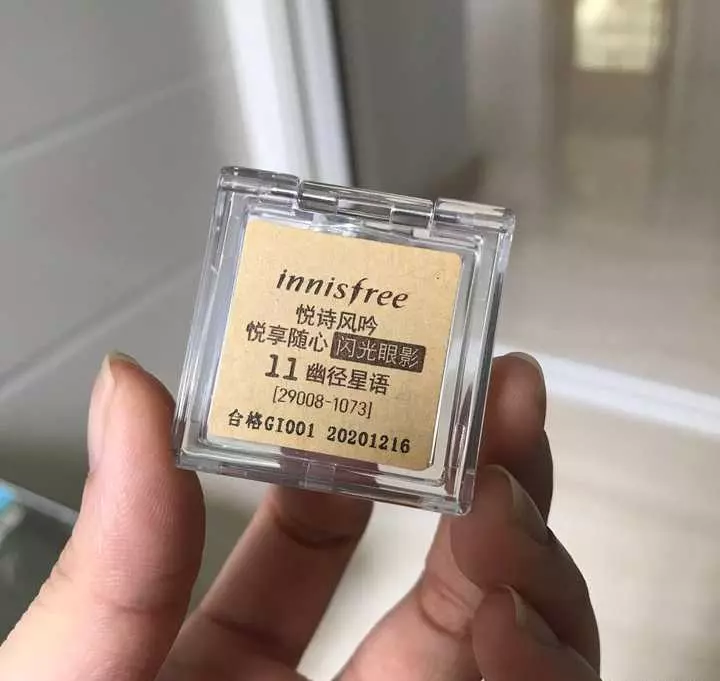 innisfree
悦诗风吟
悦享随心 闪光眼影
11 幽径星语
[29008-1073]
合格GI001 20201216